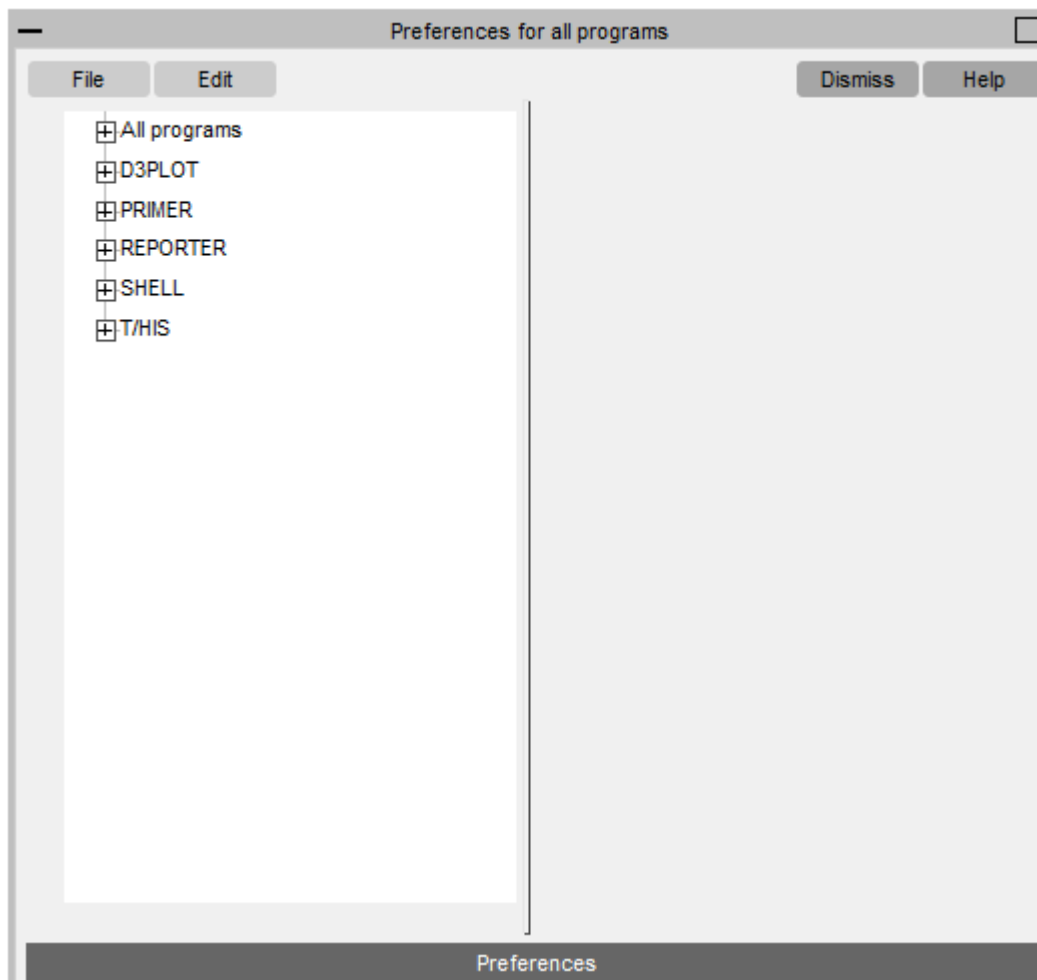 Preferences for all programs
File Edit Dismiss Help
All programs
D3PLOT
PRIMER
REPORTER
SHELL
T/HIS
Preferences